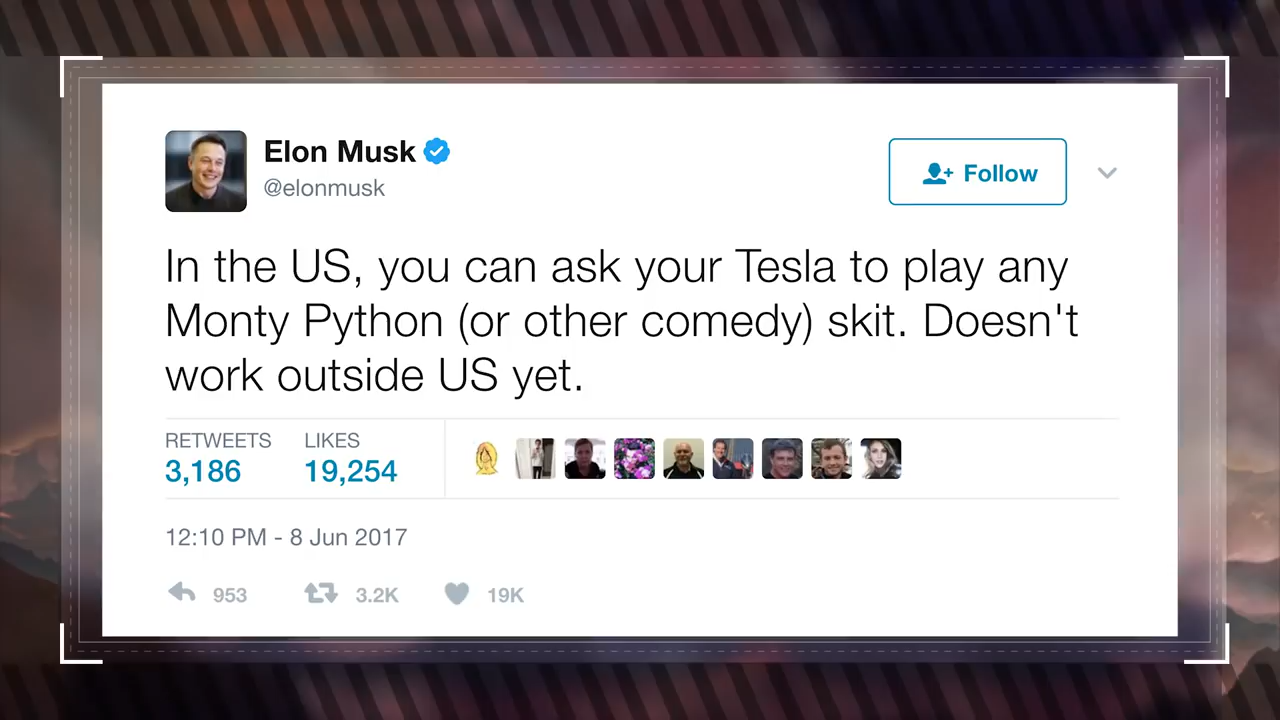 Elon Musk
@elonmusk
Follow
In the US, you can ask your Tesla to play any
Monty Python (or other comedy) skit. Doesn't
work outside US yet.
RETWEETS LIKES
3,186 19,254
12:10 PM - 8 Jun 2017
953 3.2K 19K